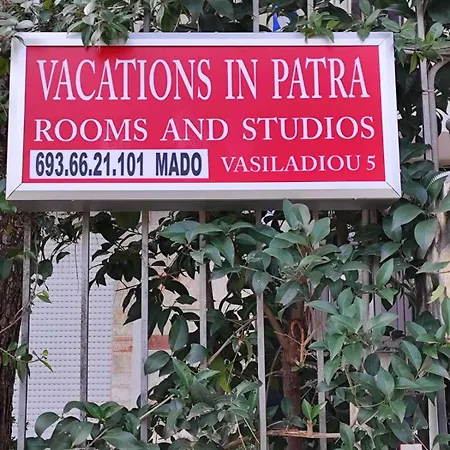 VACATIONS IN PATRA
ROOMS AND STUDIOS
693.66.21.101 MADO VASILADIOU 5